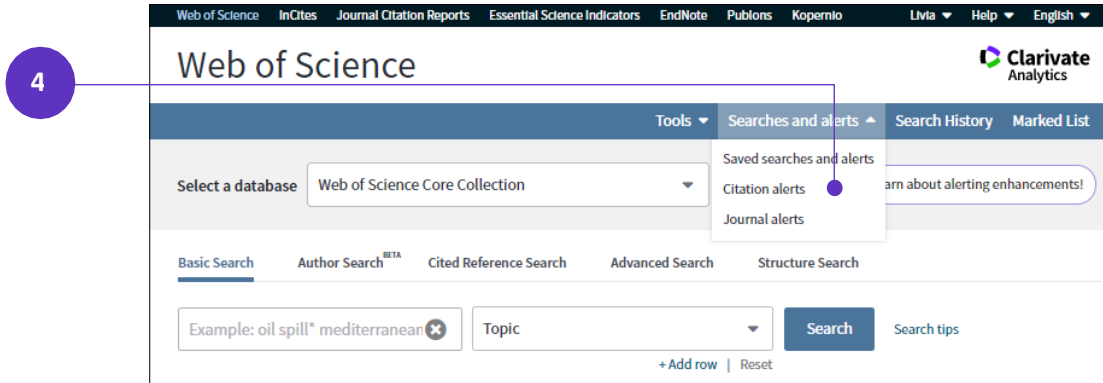 Web of Science InCites Journal Citation Reports Essential Science Indicators EndNote Publons Kopernio Livia Help English
Web of Science
Clarivate
Analytics
4
Tools Searches and alerts Search History Marked List
Saved searches and alerts
Select a database Web of Science Core Collection Citation alerts arn about alerting enhancements!
Journal alerts
Basic Search Author Search BETA Cited Reference Search Advanced Search Structure Search
Example: oil spill* mediterranean Topic Search Search tips
+ Add row | Reset